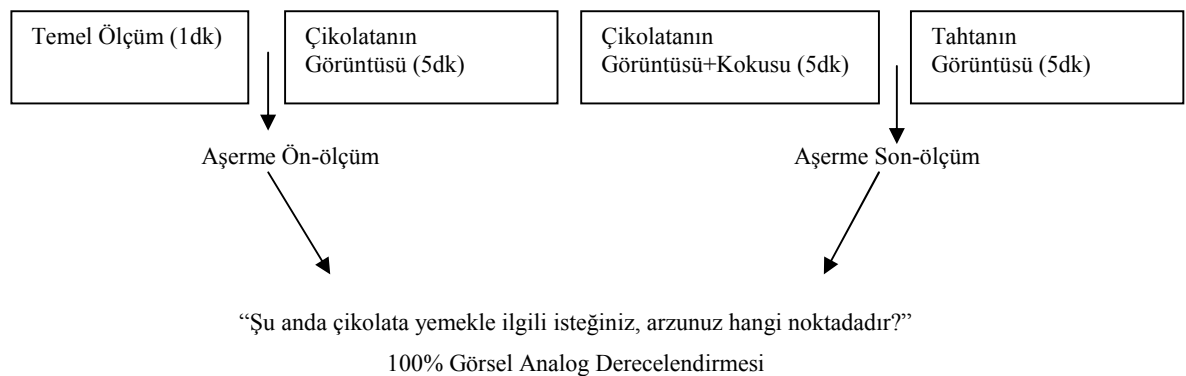 Temel Ölçüm (1dk)
Çikolatanın
Görüntüsü (5dk)
Çikolatanın
Görüntüsü+Kokusu (5dk)
Tahtanın
Görüntüsü (5dk)
Aşerme Ön-ölçüm
Aşerme Son-ölçüm
“Şu anda çikolata yemekle ilgili isteğiniz, arzunuz hangi noktadadır?”
100% Görsel Analog Derecelendirmesi